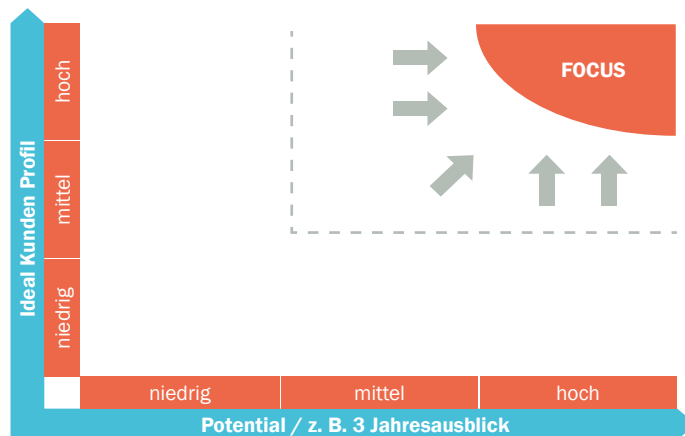 Ideal Kunden Profil
hoch
mittel
niedrig
FOCUS
niedrig
mittel
hoch
Potential / z. B. 3 Jahresausblick